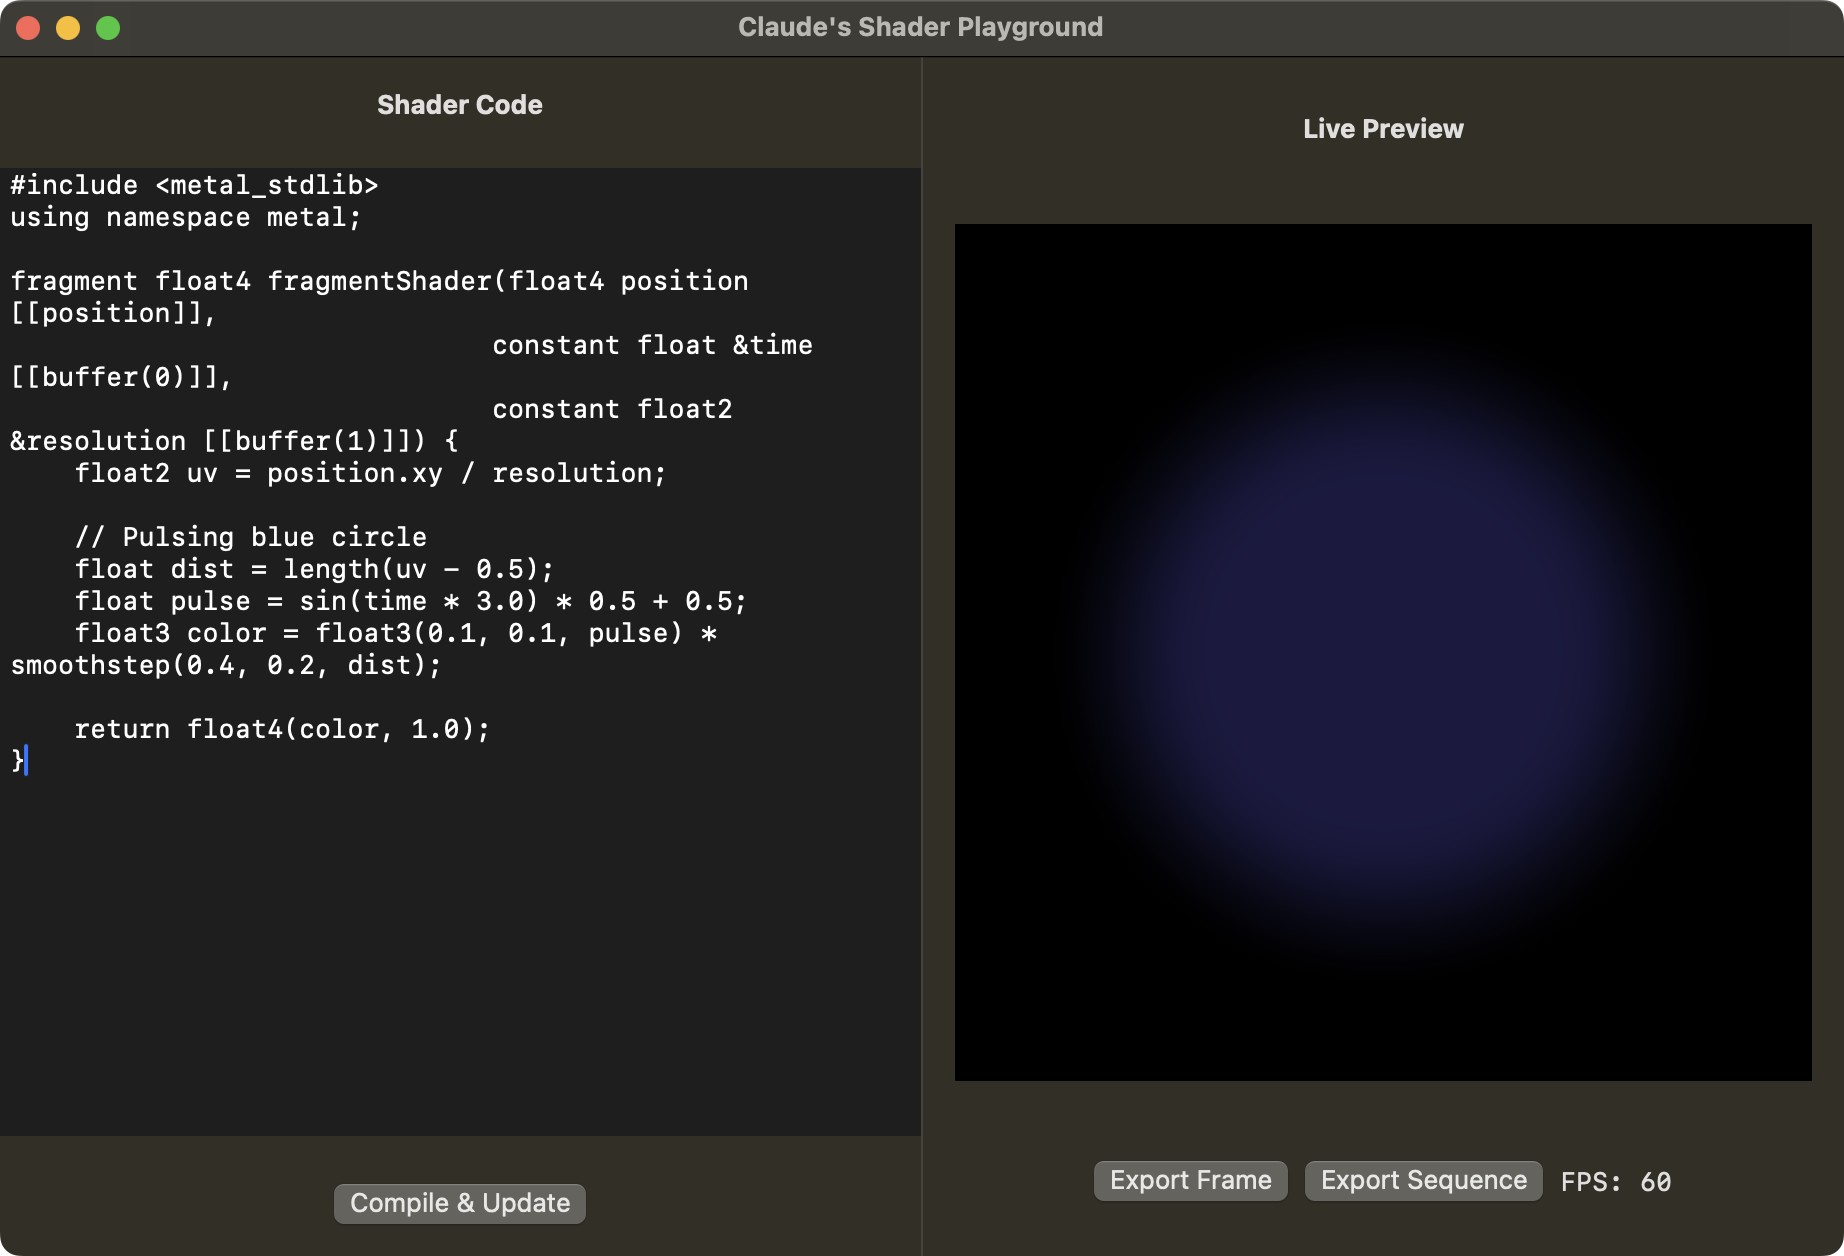 Claude's Shader Playground
Shader Code
#include <metal_stdlib>
using namespace metal;
fragment float4 fragmentShader(float4 position
[[position]],
constant float &time
[[buffer(0)]],
constant float2
&resolution [[buffer(1)]]) {
float2 uv = position.xy / resolution;
// Pulsing blue circle
float dist = length(uv - 0.5);
float pulse = sin(time * 3.0) * 0.5 + 0.5;
float3 color = float3(0.1, 0.1, pulse) *
smoothstep(0.4, 0.2, dist);
return float4(color, 1.0);
}
Compile & Update
Live Preview
Export Frame
Export Sequence
FPS: 60